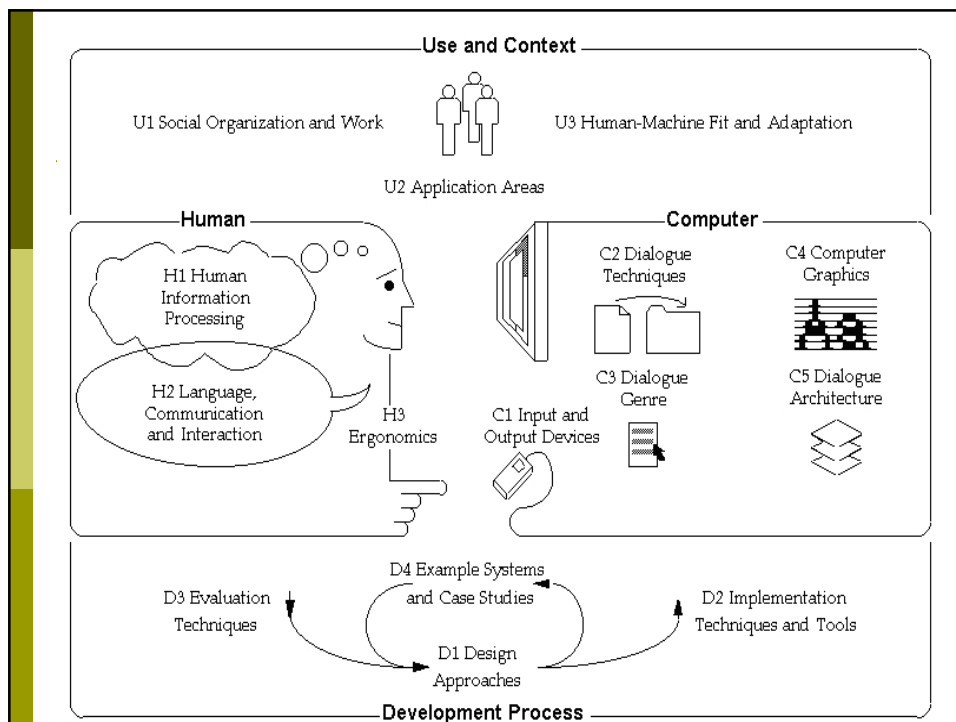 Use and Context
U1 Social Organization and Work
U3 Human-Machine Fit and Adaptation
U2 Application Areas
Human
H1 Human
Information
Processing
H2 Language,
Communication
and Interaction
H3
Ergonomics
Computer
C2 Dialogue
Techniques
C4 Computer
Graphics
C3 Dialogue
Genre
C5 Dialogue
Architecture
C1 Input and
Output Devices
D4 Example Systems
and Case Studies
D3 Evaluation
Techniques
D2 Implementation
Techniques and Tools
D1 Design
Approaches
Development Process